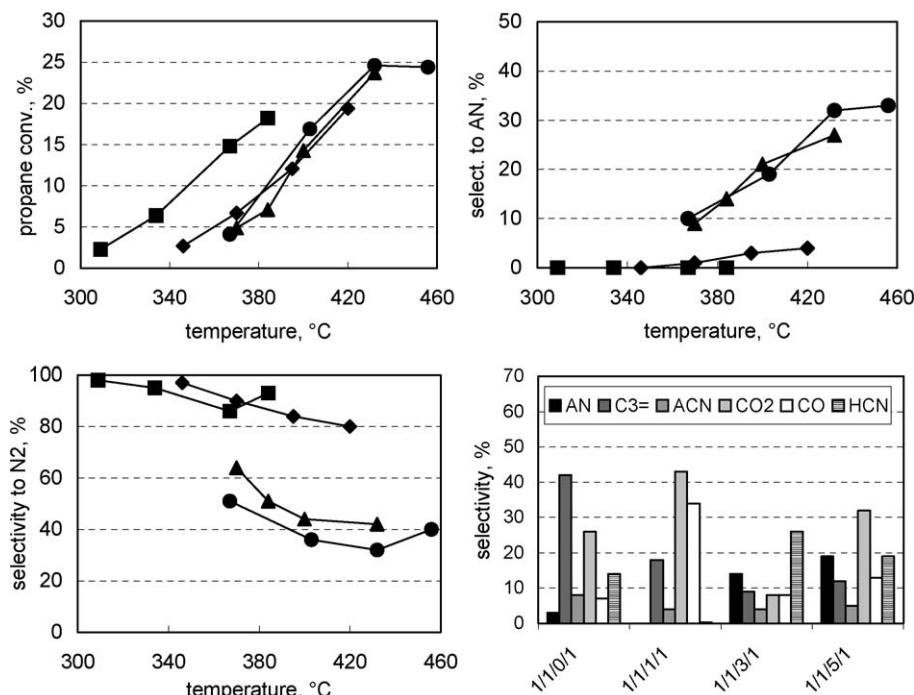 propane conv., %
30
25
20
15
10
5
0
300 340 380 420 460
temperature, °C
select. to AN, %
50
40
30
20
10
0
300 340 380 420 460
temperature, °C
selectivity to N2, %
100
80
60
40
20
0
300 340 380 420 460
temperature, °C
selectivity, %
70
60
50
40
30
20
10
0
AN C3= ACN CO2 CO HCN
1/1/0/1 1/1/1/1 1/1/3/1 1/1/5/1